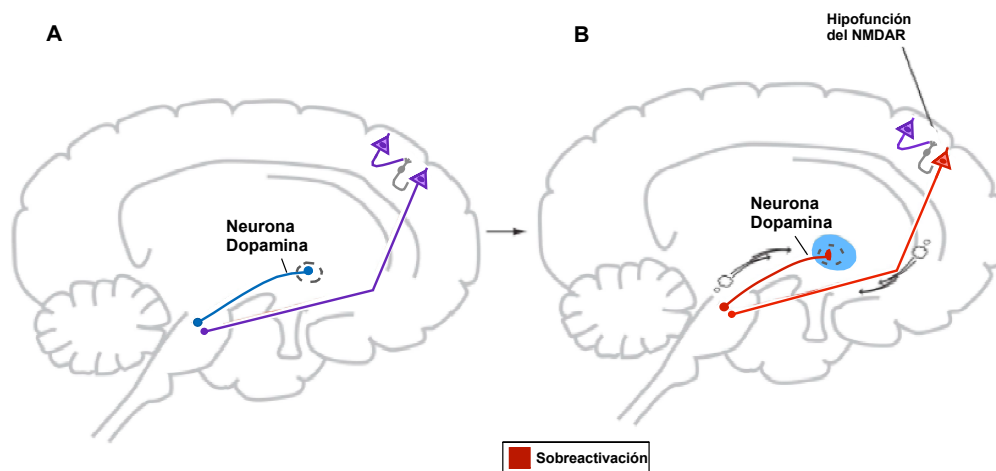 A
B
Hipofunción
del NMDAR
Neurona
Dopamina
Neurona
Dopamina
Sobreactivación